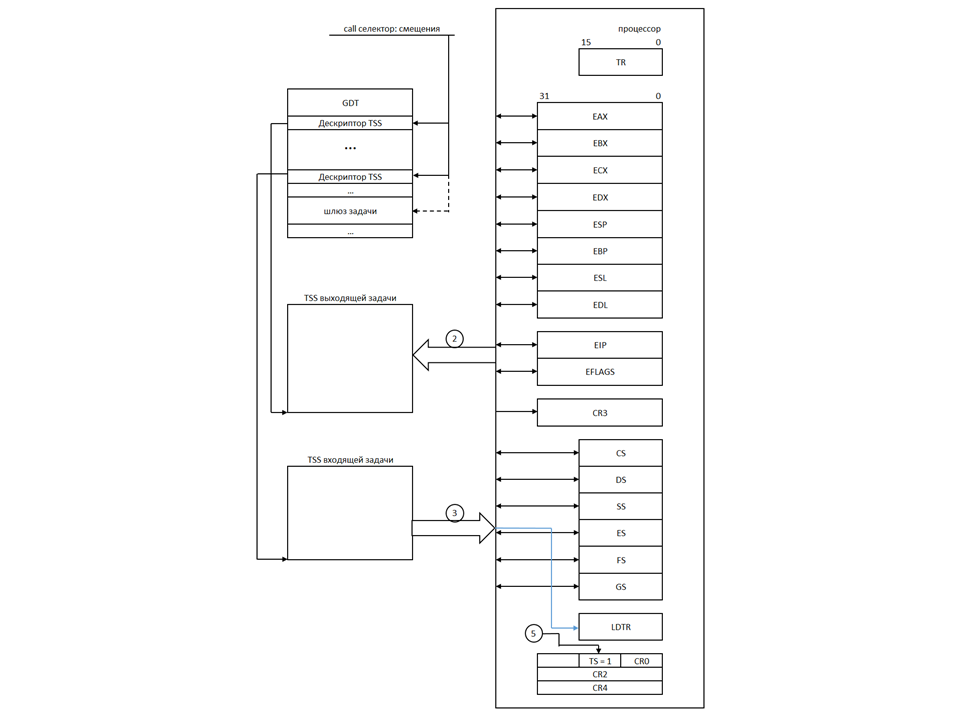 call селектор: смещения
процессор
15 0
TR
31 0
GDT
Дескриптор TSS
...
Дескриптор TSS
...
шлюз задачи
...
EAX
EBX
ECX
EDX
ESP
EBP
ESL
EDL
TSS выходящей задачи
2
EIP
EFLAGS
CR3
TSS входящей задачи
3
CS
DS
SS
ES
FS
GS
LDTR
5
TS = 1 CR0
CR2
CR4